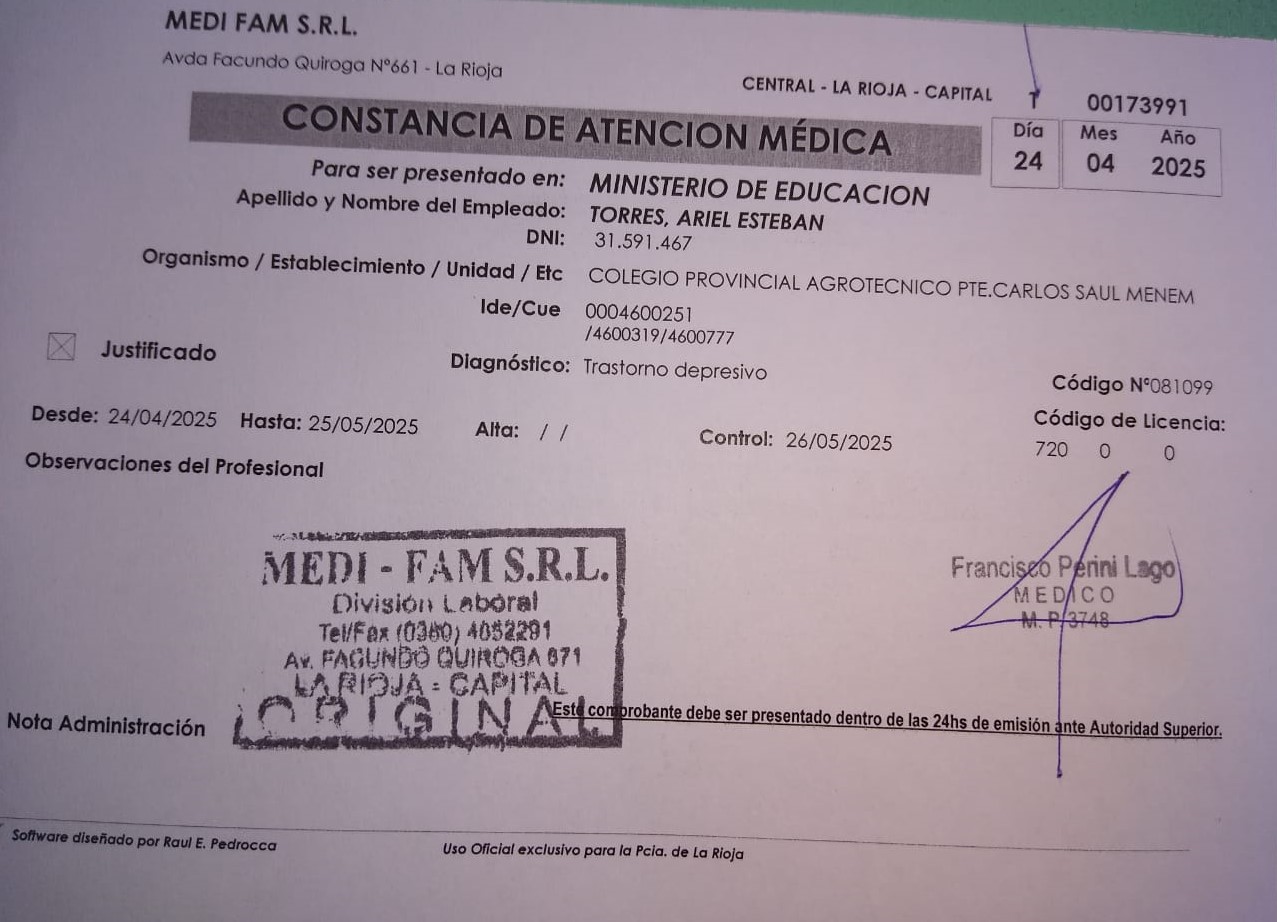 MEDI FAM S.R.L.
Avda Facundo Quiroga Nº661 - La Rioja
CENTRAL - LA RIOJA - CAPITAL T 00173991
CONSTANCIA DE ATENCION MÉDICA
Día Mes Año
24 04 2025
Para ser presentado en: MINISTERIO DE EDUCACION
Apellido y Nombre del Empleado: TORRES, ARIEL ESTEBAN
DNI: 31.591.467
Organismo / Establecimiento / Unidad / Etc COLEGIO PROVINCIAL AGROTECNICO PTE.CARLOS SAUL MENEM
Ide/Cue 0004600251
/4600319/4600777
Justificado
Diagnóstico: Trastorno depresivo
Código Nº081099
Desde: 24/04/2025 Hasta: 25/05/2025 Alta: / / Control: 26/05/2025
Código de Licencia:
720 0 0
Observaciones del Profesional
MEDI - FAM S.R.L.
División Laboral
Tel/Fax (0380) 4052291
Av. FACUNDO QUIROGA 671
LA RIOJA - CAPITAL
ORIGINAL
Francisco Perini Lago
MEDICO
M. P. 3748
Nota Administración
Este comprobante debe ser presentado dentro de las 24hs de emisión ante Autoridad Superior.
Software diseñado por Raul E. Pedrocca
Uso Oficial exclusivo para la Pcia. de La Rioja